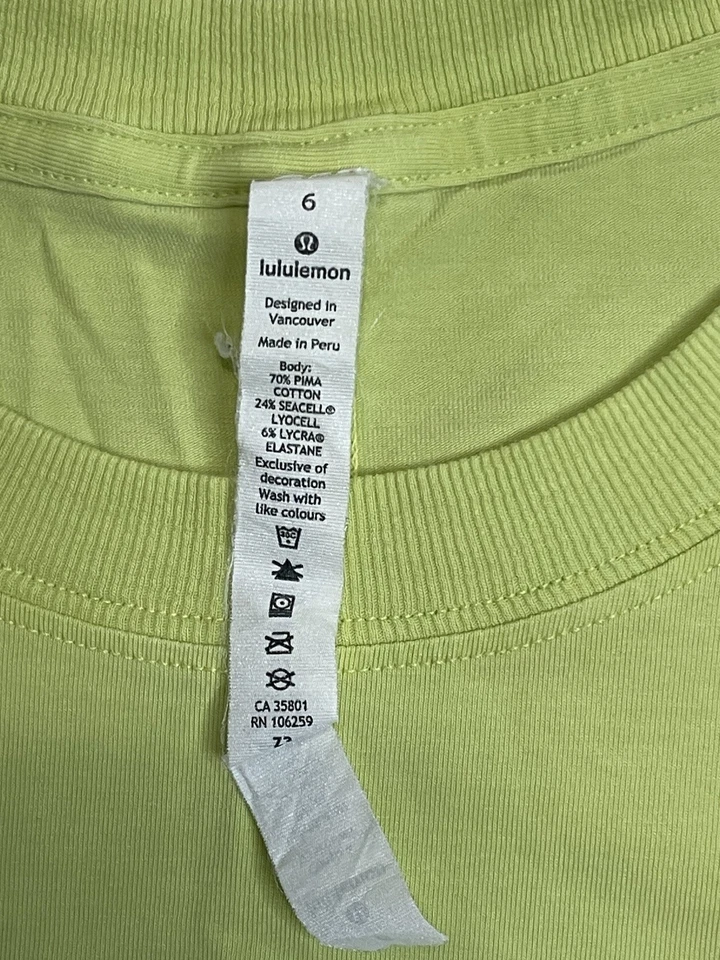 6
lululemon
Designed in
Vancouver
Made in Peru
Body:
70% PIMA
COTTON
24% SEACELL®
LYOCELL
6% LYCRA®
ELASTANE
Exclusive of
decoration
Wash with
like colours
30C
CA 35801
RN 106259